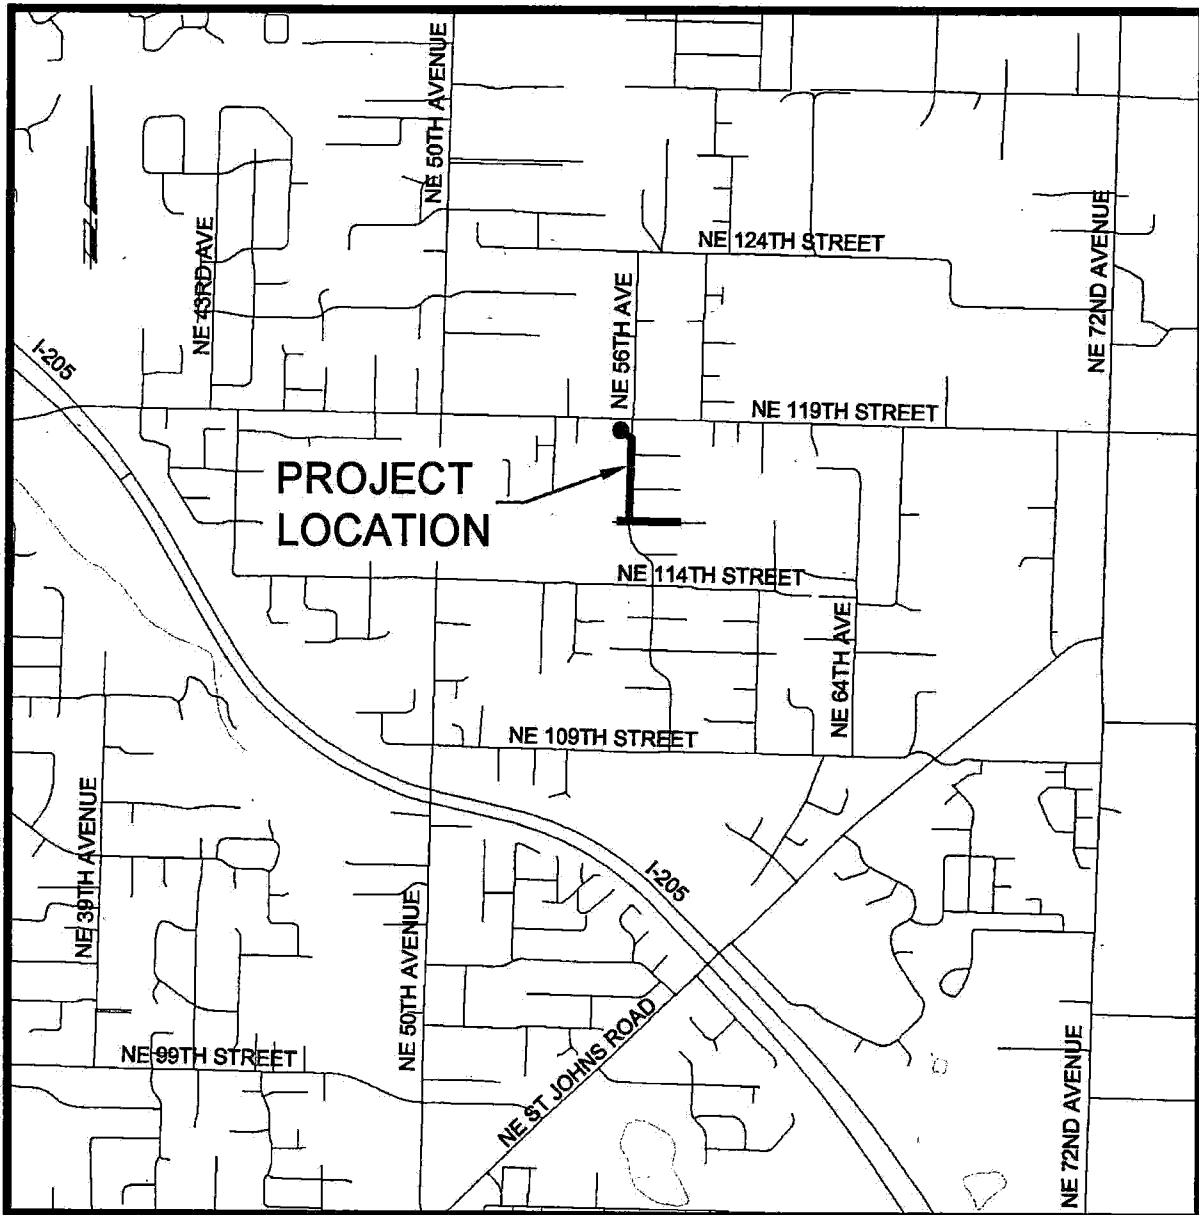 NE 50TH AVENUE
N
NE 43RD AVE
NE 124TH STREET
NE 72ND AVENUE
NE 56TH AVE
I-205
NE 119TH STREET
PROJECT
LOCATION
NE 114TH STREET
NE 64TH AVE
NE 109TH STREET
NE 39TH AVENUE
I-205
NE 50TH AVENUE
NE ST JOHNS ROAD
NE 99TH STREET
NE 72ND AVENUE